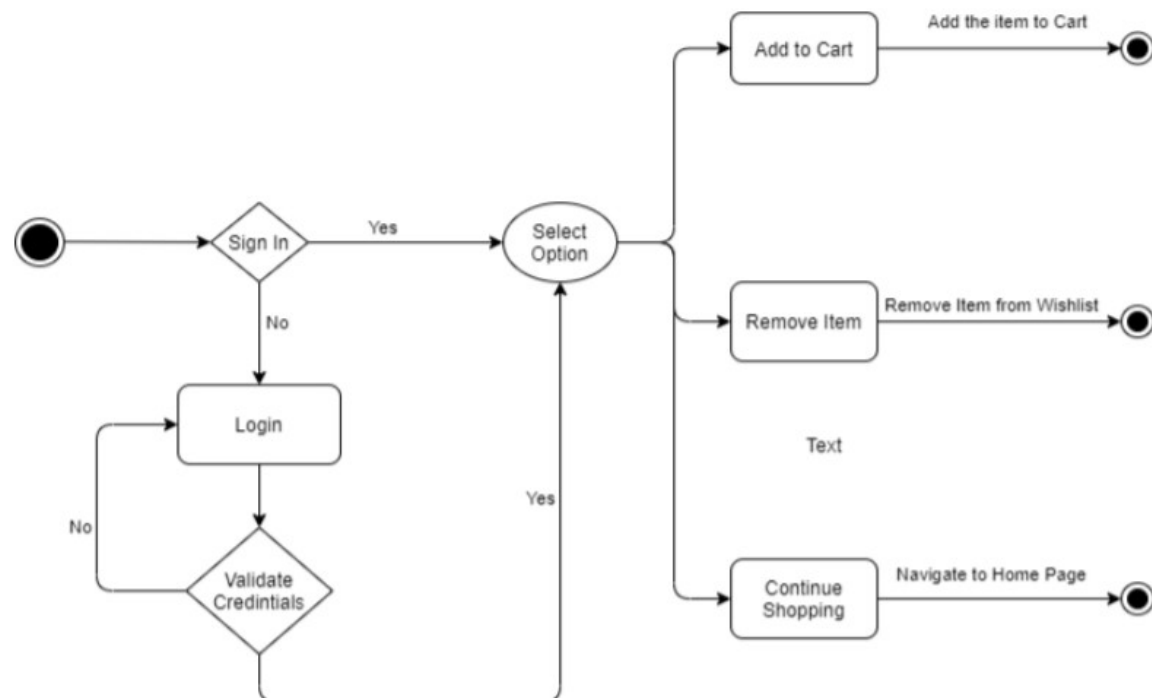 Add the item to Cart
Add to Cart
Sign In
Yes
Select
Option
No
Remove Item
Remove Item from Wishlist
Login
Text
No
Yes
Validate
Credintials
Continue
Shopping
Navigate to Home Page